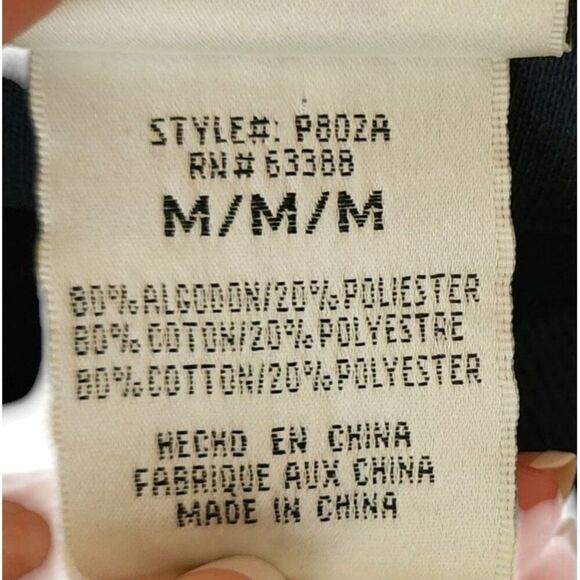 STYLE#: P802A
RN# 63388
M/M/M
80%ALGODON/20%POLIESTER
80%COTON/20%POLYESTRE
80%COTTON/20%POLYESTER
HECHO EN CHINA
FABRIQUE AUX CHINA
MADE IN CHINA